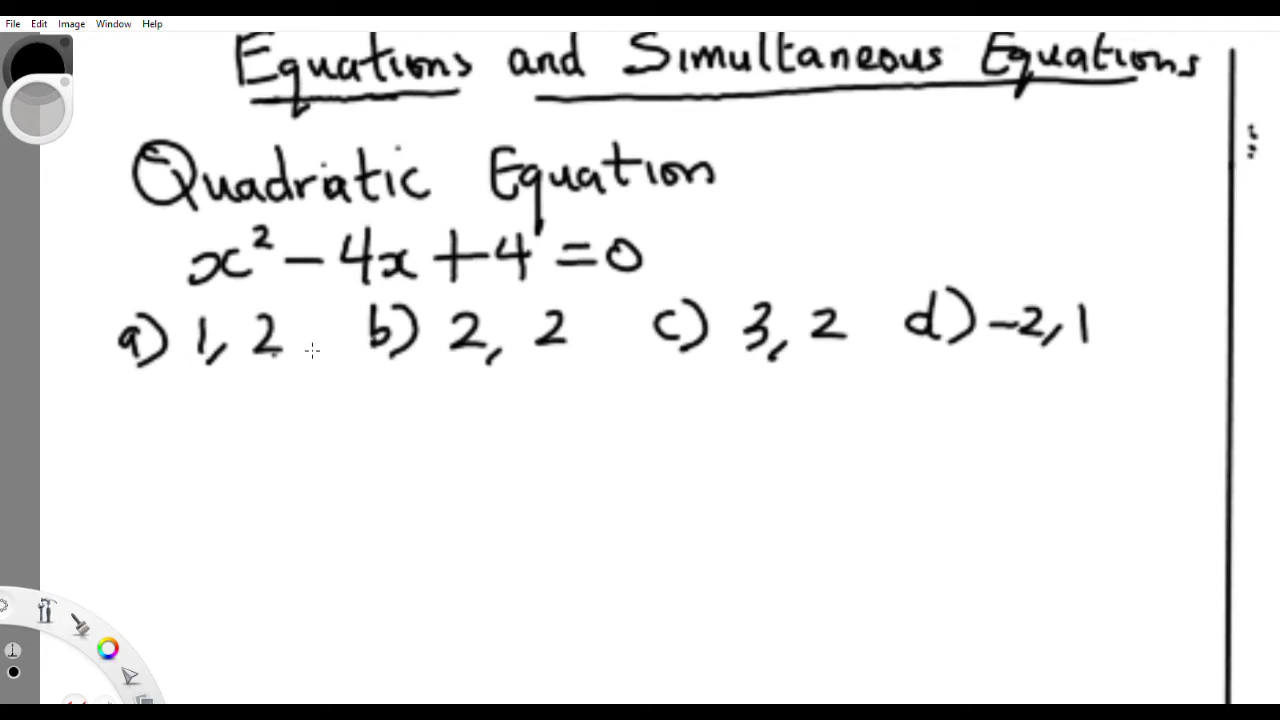 File Edit Image Window Help
Equations and Simultaneous Equations
Quadriatic Equation
x² - 4x + 4 = 0
a) 1, 2 b) 2, 2 c) 3, 2 d) -2, 1